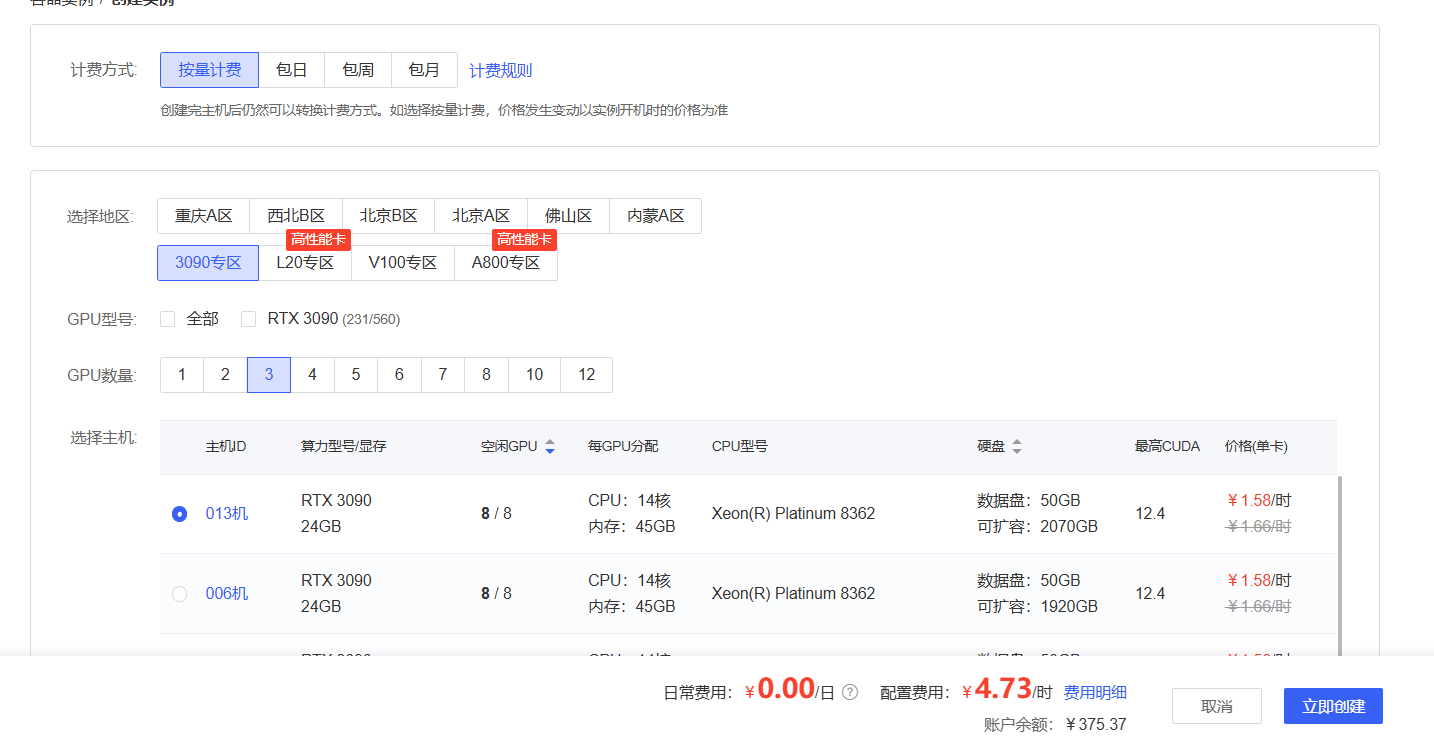 容器实例 / 创建实例
计费方式: 按量计费 包日 包周 包月 计费规则
创建完主机后仍然可以转换计费方式。如选择按量计费，价格发生变动以实例开机时的价格为准
选择地区: 重庆A区 西北B区 北京B区 北京A区 佛山区 内蒙A区
高性能卡 高性能卡
3090专区 L20专区 V100专区 A800专区
GPU型号: 全部 RTX 3090 (231/560)
GPU数量: 1 2 3 4 5 6 7 8 10 12
选择主机: 主机ID 算力型号/显存 空闲GPU 每GPU分配 CPU型号 硬盘 最高CUDA 价格(单卡)
RTX 3090 CPU：14核 数据盘：50GB ￥1.58/时
013机 8 / 8 Xeon(R) Platinum 8362 12.4
24GB 内存：45GB 可扩容：2070GB ￥1.66/时
RTX 3090 CPU：14核 数据盘：50GB ￥1.58/时
006机 8 / 8 Xeon(R) Platinum 8362 12.4
24GB 内存：45GB 可扩容：1920GB ￥1.66/时
日常费用：￥0.00/日 ? 配置费用：￥4.73/时 费用明细
账户余额：￥375.37
取消 立即创建